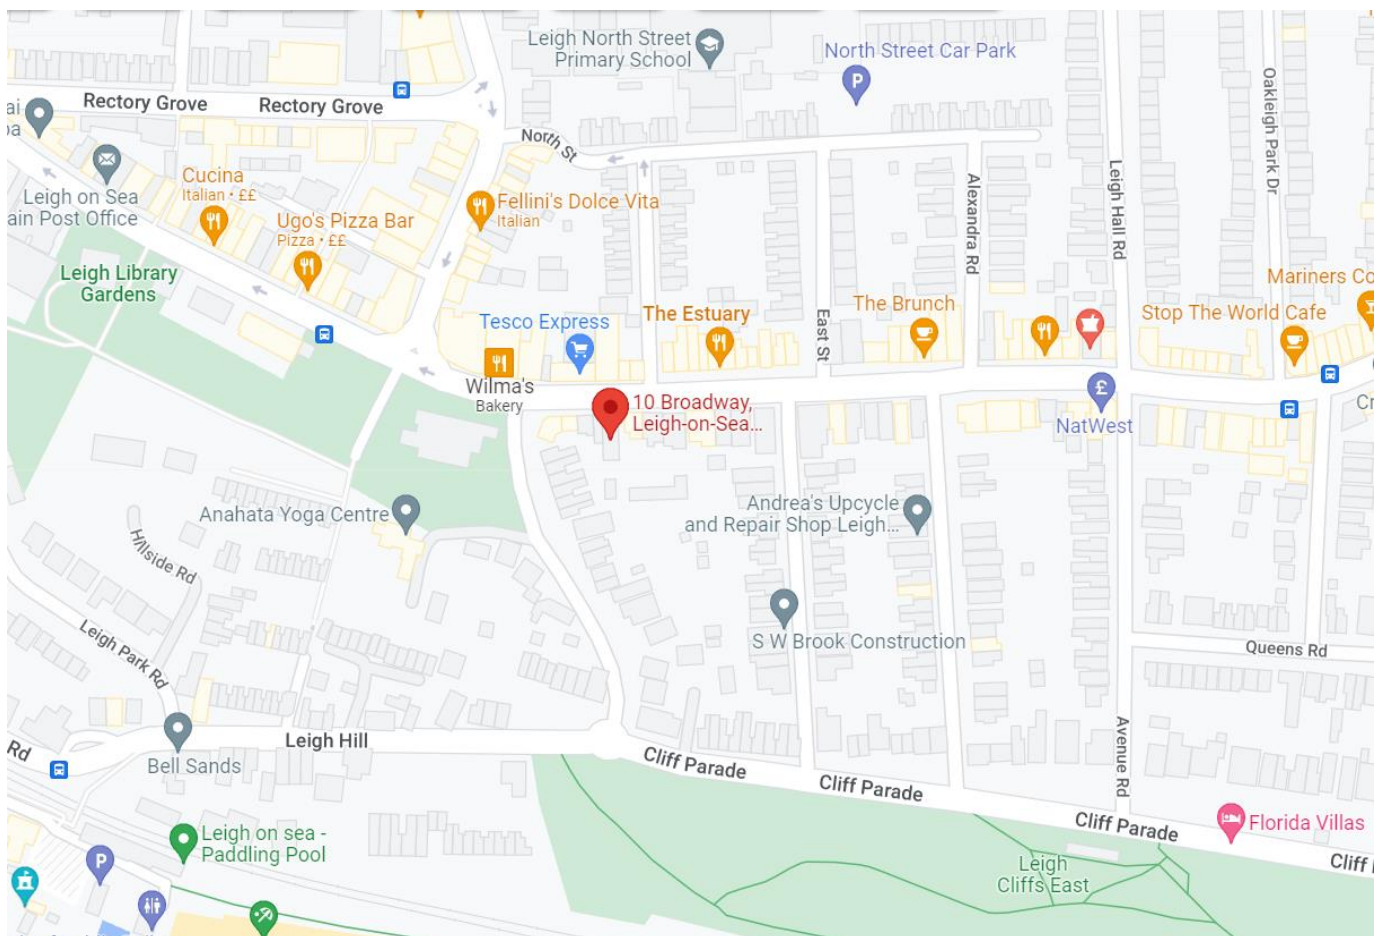 Leigh North Street
Primary School
North Street Car Park
P
Rectory Grove
Rectory Grove
Oakleigh Park Dr
North St
Leigh Hall Rd
Alexandra Rd
Cucina
Italian • ££
Leigh on Sea
ain Post Office
Fellini's Dolce Vita
Italian
Ugo's Pizza Bar
Pizza • ££
Leigh Library
Gardens
Mariners Co
The Brunch
Stop The World Cafe
The Estuary
Tesco Express
East St
Wilma's
Bakery
£
NatWest
10 Broadway,
Leigh-on-Sea...
Cr
Anahata Yoga Centre
Andrea's Upcycle
and Repair Shop Leigh...
Hillside Rd
S W Brook Construction
Leigh Park Rd
Queens Rd
Leigh Hill
Rd
Bell Sands
Cliff Parade
Cliff Parade
Avenue Rd
Cliff Parade
Florida Villas
Leigh on sea -
Paddling Pool
P
Leigh
Cliffs East
Cliff